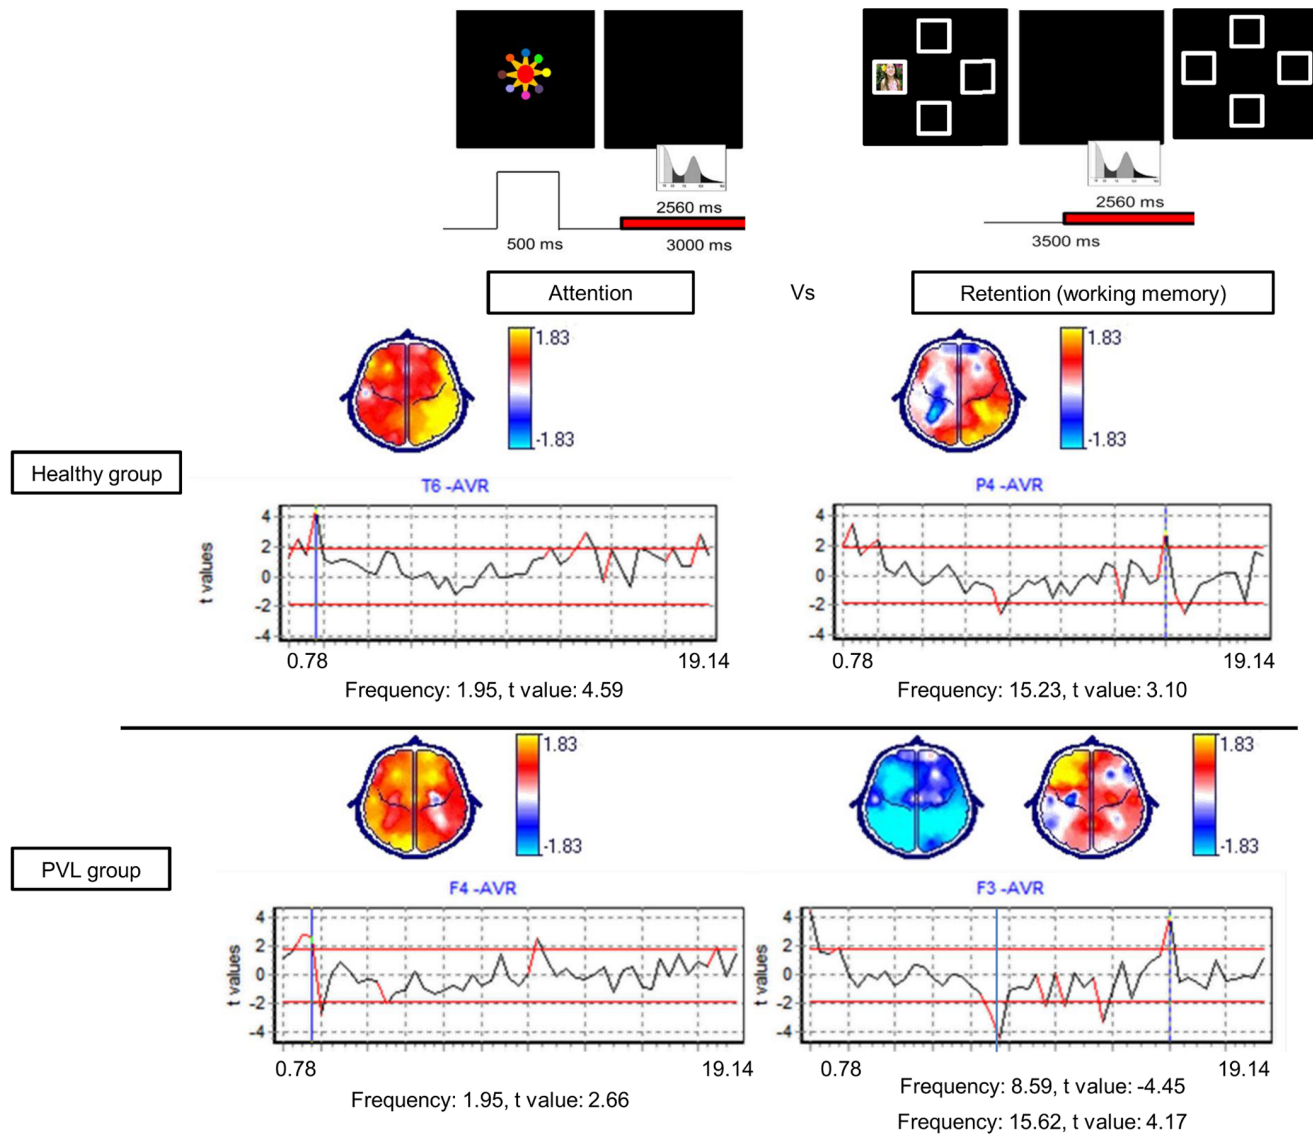 2560 ms
500 ms
3000 ms
2560 ms
3500 ms
Attention
Vs
Retention (working memory)
1.83
-1.83
1.83
-1.83
Healthy group
T6 -AVR
t values
4
2
0
-2
-4
0.78
19.14
Frequency: 1.95, t value: 4.59
P4 -AVR
4
2
0
-2
-4
0.78
19.14
Frequency: 15.23, t value: 3.10
1.83
-1.83
1.83
-1.83
PVL group
F4 -AVR
t values
4
2
0
-2
-4
0.78
19.14
Frequency: 1.95, t value: 2.66
F3 -AVR
t values
4
2
0
-2
-4
0.78
19.14
Frequency: 8.59, t value: -4.45
Frequency: 15.62, t value: 4.17